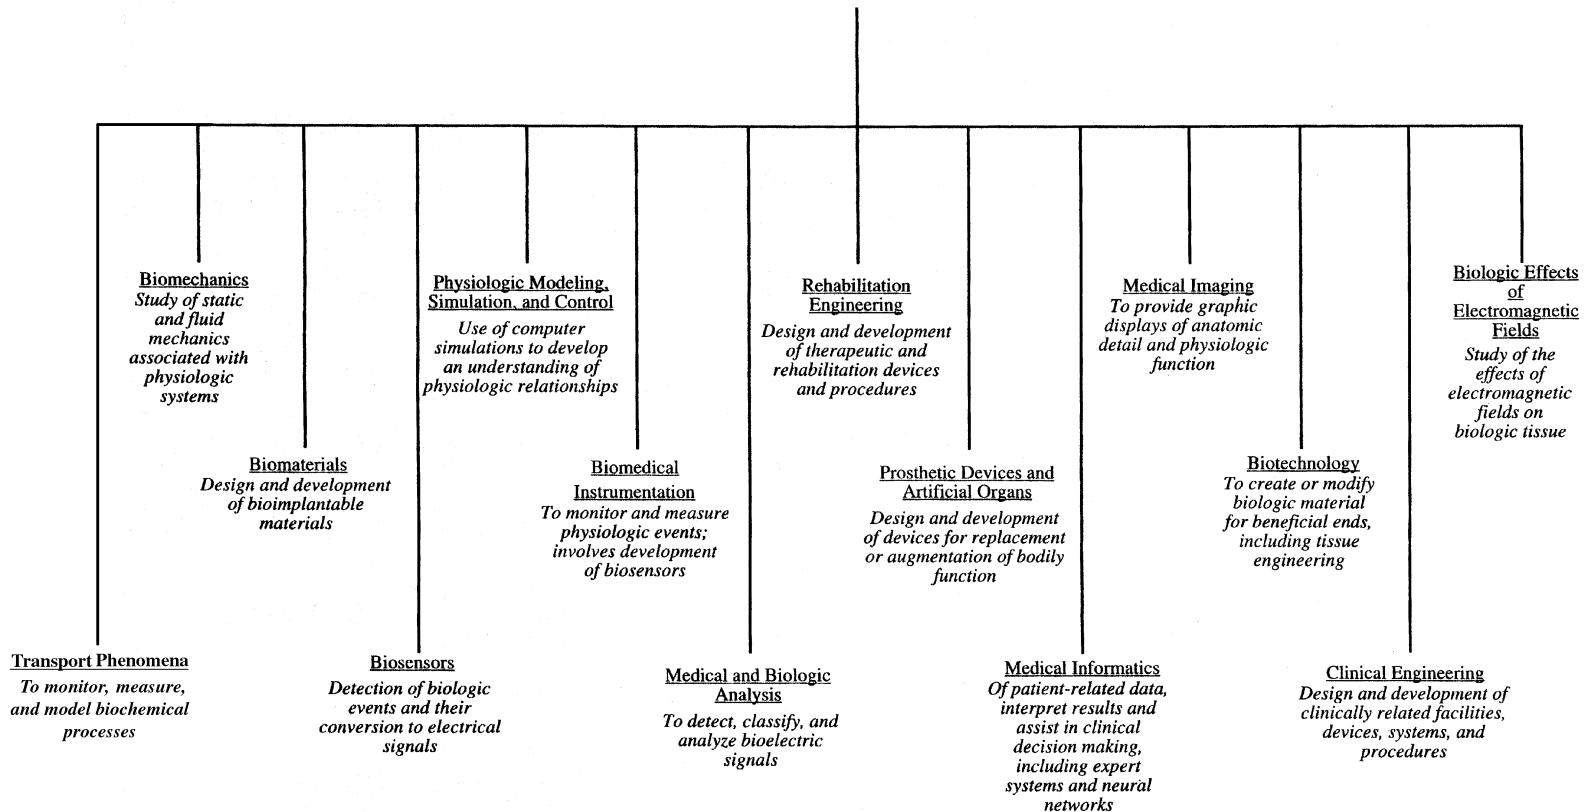 Biomechanics
Study of static
and fluid
mechanics
associated with
physiologic
systems
Physiologic Modeling,
Simulation, and Control
Use of computer
simulations to develop
an understanding of
physiologic relationships
Rehabilitation
Engineering
Design and development
of therapeutic and
rehabilitation devices
and procedures
Medical Imaging
To provide graphic
displays of anatomic
detail and physiologic
function
Biologic Effects
of
Electromagnetic
Fields
Study of the
effects of
electromagnetic
fields on
biologic tissue
Biomaterials
Design and development
of bioimplantable
materials
Biomedical
Instrumentation
To monitor and measure
physiologic events;
involves development
of biosensors
Prosthetic Devices and
Artificial Organs
Design and development
of devices for replacement
or augmentation of bodily
function
Biotechnology
To create or modify
biologic material
for beneficial ends,
including tissue
engineering
Transport Phenomena
To monitor, measure,
and model biochemical
processes
Biosensors
Detection of biologic
events and their
conversion to electrical
signals
Medical and Biologic
Analysis
To detect, classify, and
analyze bioelectric
signals
Medical Informatics
Of patient-related data,
interpret results and
assist in clinical
decision making,
including expert
systems and neural
networks
Clinical Engineering
Design and development of
clinically related facilities,
devices, systems, and
procedures